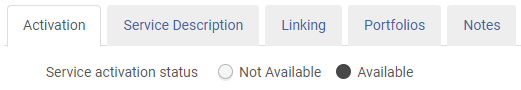 Activation Service Description Linking Portfolios Notes
Service activation status Not Available Available